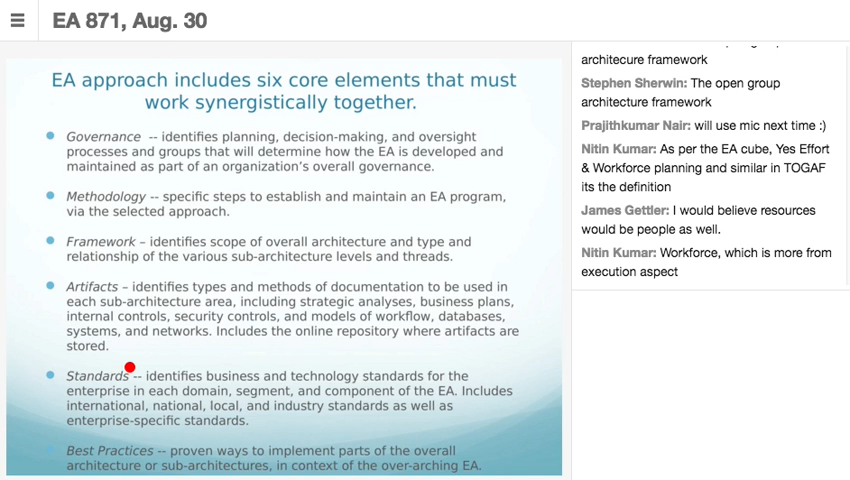 EA 871, Aug. 30
EA approach includes six core elements that must
work synergistically together.
Governance -- identifies planning, decision-making, and oversight
processes and groups that will determine how the EA is developed and
maintained as part of an organization’s overall governance.
Methodology -- specific steps to establish and maintain an EA program,
via the selected approach.
Framework – identifies scope of overall architecture and type and
relationship of the various sub-architecture levels and threads.
Artifacts – identifies types and methods of documentation to be used in
each sub-architecture area, including strategic analyses, business plans,
internal controls, security controls, and models of workflow, databases,
systems, and networks. Includes the online repository where artifacts are
stored.
Standards -- identifies business and technology standards for the
enterprise in each domain, segment, and component of the EA. Includes
international, national, local, and industry standards as well as
enterprise-specific standards.
Best Practices -- proven ways to implement parts of the overall
architecture or sub-architectures, in context of the over-arching EA.
architecure framework
Stephen Sherwin: The open group
architecture framework
Prajithkumar Nair: will use mic next time :)
Nitin Kumar: As per the EA cube, Yes Effort
& Workforce planning and similar in TOGAF
its the definition
James Gettler: I would believe resources
would be people as well.
Nitin Kumar: Workforce, which is more from
execution aspect